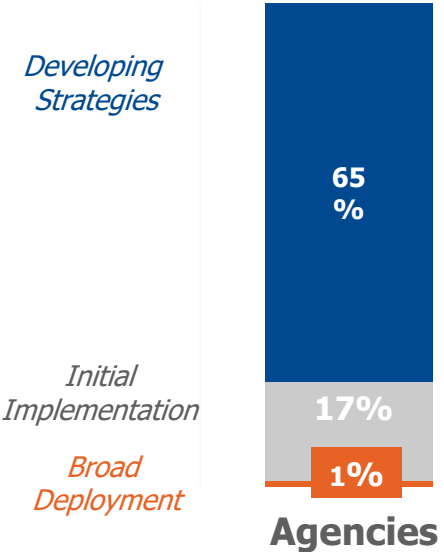 Developing
Strategies
65
%
Initial
Implementation
17%
Broad
Deployment
1%
Agencies